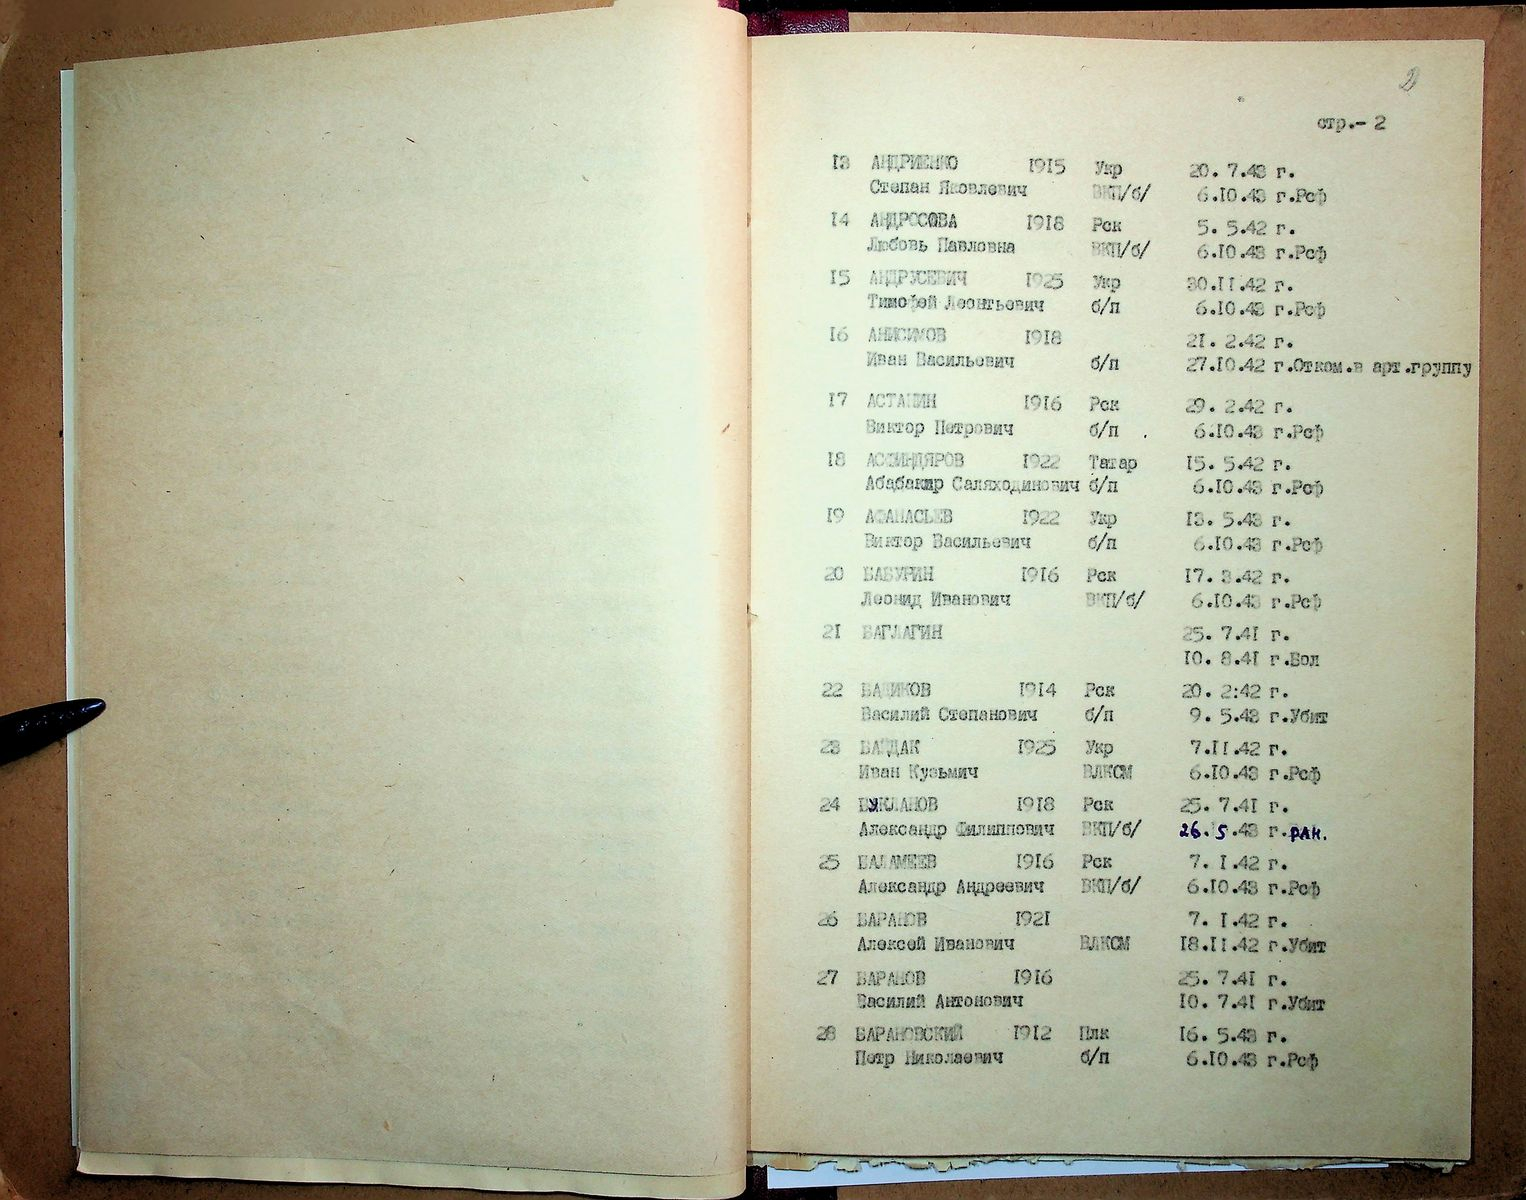 2
стр.- 2
13 АНДРИЕНКО 1915 Укр 20. 7.43 г.
Степан Яковлевич ВКП/б/ 6.10.43 г.Рсф
14 АНДРОСОВА 1918 Рск 5. 5.42 г.
Любовь Павловна ВКП/б/ 6.10.43 г.Рсф
15 АНДРУСЕВИЧ 1925 Укр 30.11.42 г.
Тимофей Леонтьевич б/п 6.10.43 г.Рсф
16 АНИСИМОВ 1918 21. 2.42 г.
Иван Васильевич б/п 27.10.42 г.Отком.в арт.группу
17 АСТАНИН 1916 Рск 29. 2.42 г.
Виктор Петрович б/п 6.10.43 г.Рсф
18 АССИНДЯРОВ 1922 Татар 15. 5.42 г.
Абабакир Саляходинович б/п 6.10.43 г.Рсф
19 АФАНАСЬЕВ 1922 Укр 13. 5.43 г.
Виктор Васильевич б/п 6.10.43 г.Рсф
20 БАБУРИН 1916 Рск 17. 3.42 г.
Леонид Иванович ВКП/б/ 6.10.43 г.Рсф
21 БАГЛАГИН 25. 7.41 г.
10. 8.41 г.Бол
22 1914 Рск 20. 2:42 г.
Василий Степанович б/п 9. 5.43 г.Убит
23 БАЙДАК 1925 Укр 7.11.42 г.
Иван Кузьмич ВЛКСМ 6.10.43 г.Рсф
24 БУКЛАНОВ 1918 Рск 25. 7.41 г.
Александр Филиппович ВКП/б/ 26.5.43 г.РАН.
25 БАЛАМЕЕВ 1916 Рск 7. 1.42 г.
Александр Андреевич ВКП/б/ 6.10.43 г.Рсф
26 БАРАНОВ 1921 7. 1.42 г.
Алексей Иванович ВЛКСМ 18.11.42 г.Убит
27 БАРАНОВ 1916 25. 7.41 г.
Василий Антонович 10. 7.41 г.Убит
28 БАРАНОВСКИЙ 1912 Плк 16. 5.43 г.
Петр Николаевич б/п 6.10.43 г.Рсф